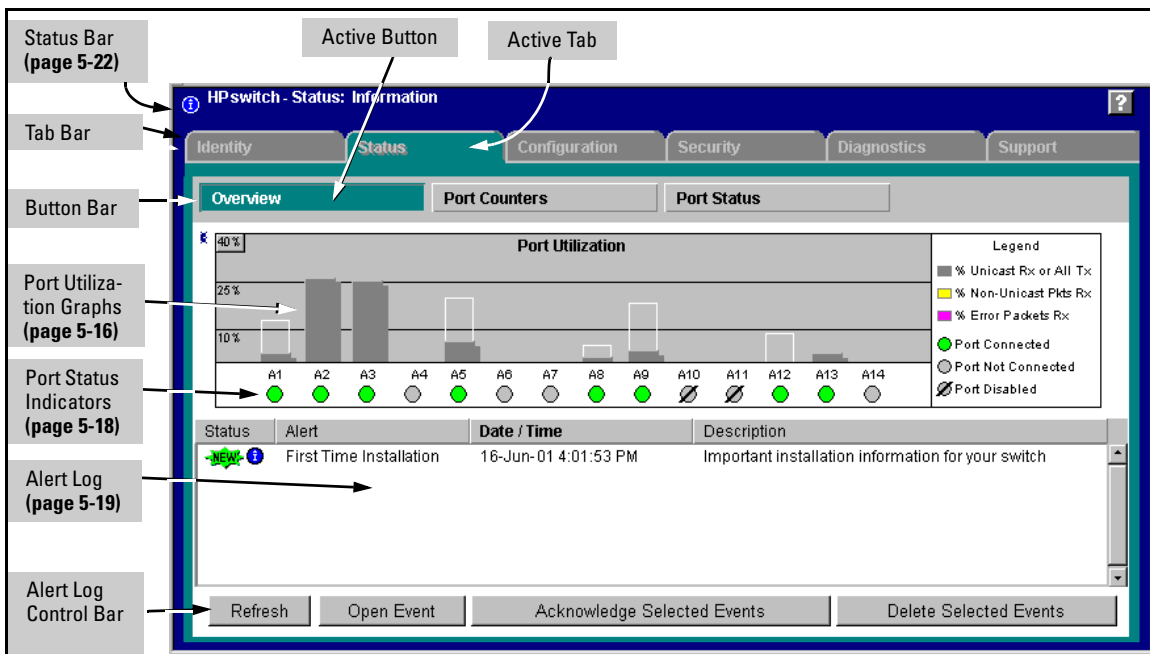 Status Bar
(page 5-22)
Active Button
Active Tab
HPswitch - Status: Information
?
Tab Bar
Identity
Status
Configuration
Security
Diagnostics
Support
Button Bar
Overview
Port Counters
Port Status
Port Utiliza-
tion Graphs
(page 5-16)
40 %
Port Utilization
25 %
10 %
Legend
% Unicast Rx or All Tx
% Non-Unicast Pkts Rx
% Error Packets Rx
Port Connected
Port Not Connected
Port Disabled
Port Status
Indicators
(page 5-18)
A1 A2 A3 A4 A5 A6 A7 A8 A9 A10 A11 A12 A13 A14
Status Alert Date / Time Description
NEW i First Time Installation 16-Jun-01 4:01:53 PM Important installation information for your switch
Alert Log
(page 5-19)
Alert Log
Control Bar
Refresh
Open Event
Acknowledge Selected Events
Delete Selected Events